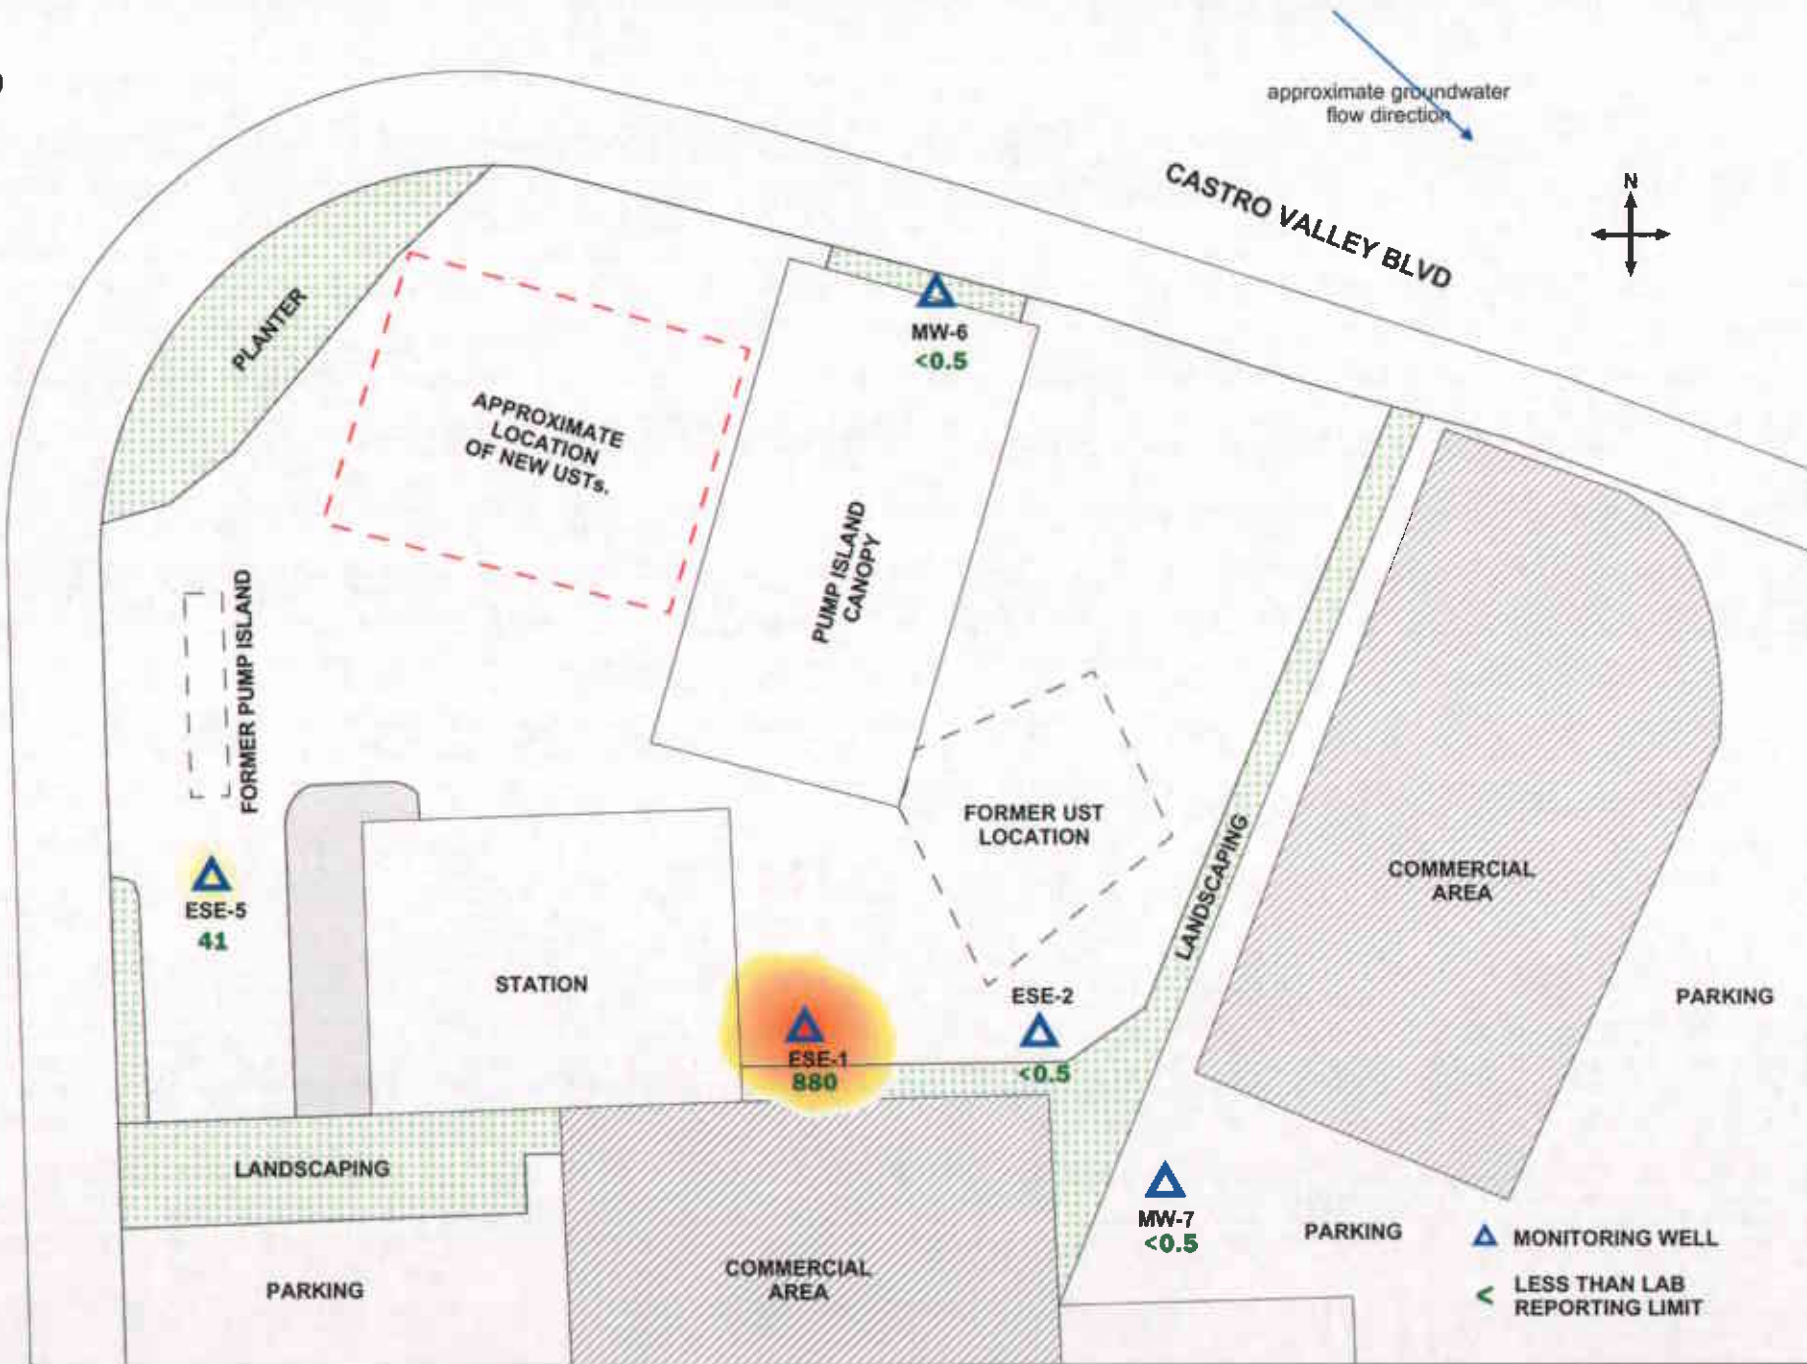 approximate groundwater
flow direction
CASTRO VALLEY BLVD
N
PLANTER
MW-6
<0.5
APPROXIMATE
LOCATION
OF NEW USTs.
PUMP ISLAND
CANOPY
FORMER PUMP ISLAND
FORMER UST
LOCATION
LANDSCAPING
COMMERCIAL
AREA
ESE-5
41
STATION
ESE-2
<0.5
PARKING
ESE-1
880
LANDSCAPING
MW-7
<0.5
PARKING
PARKING
COMMERCIAL
AREA
MONITORING WELL
< LESS THAN LAB
REPORTING LIMIT